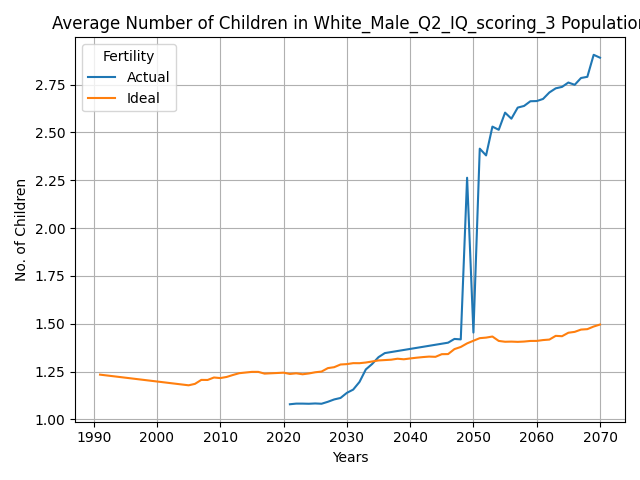 Average Number of Children in White_Male_Q2_IQ_scoring_3 Population
Fertility
Actual
Ideal
No. of Children
2.75
2.50
2.25
2.00
1.75
1.50
1.25
1.00
1990 2000 2010 2020 2030 2040 2050 2060 2070
Years